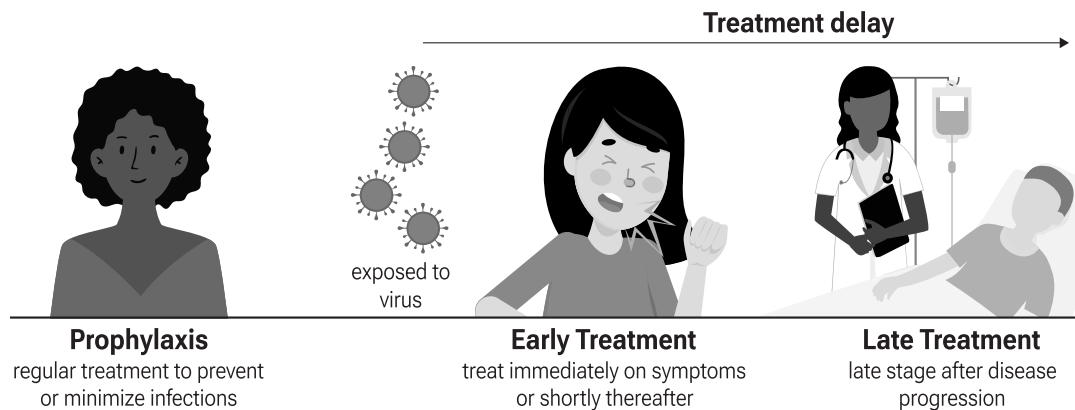 Treatment delay
exposed to
virus
Prophylaxis
regular treatment to prevent
or minimize infections
Early Treatment
treat immediately on symptoms
or shortly thereafter
Late Treatment
late stage after disease
progression